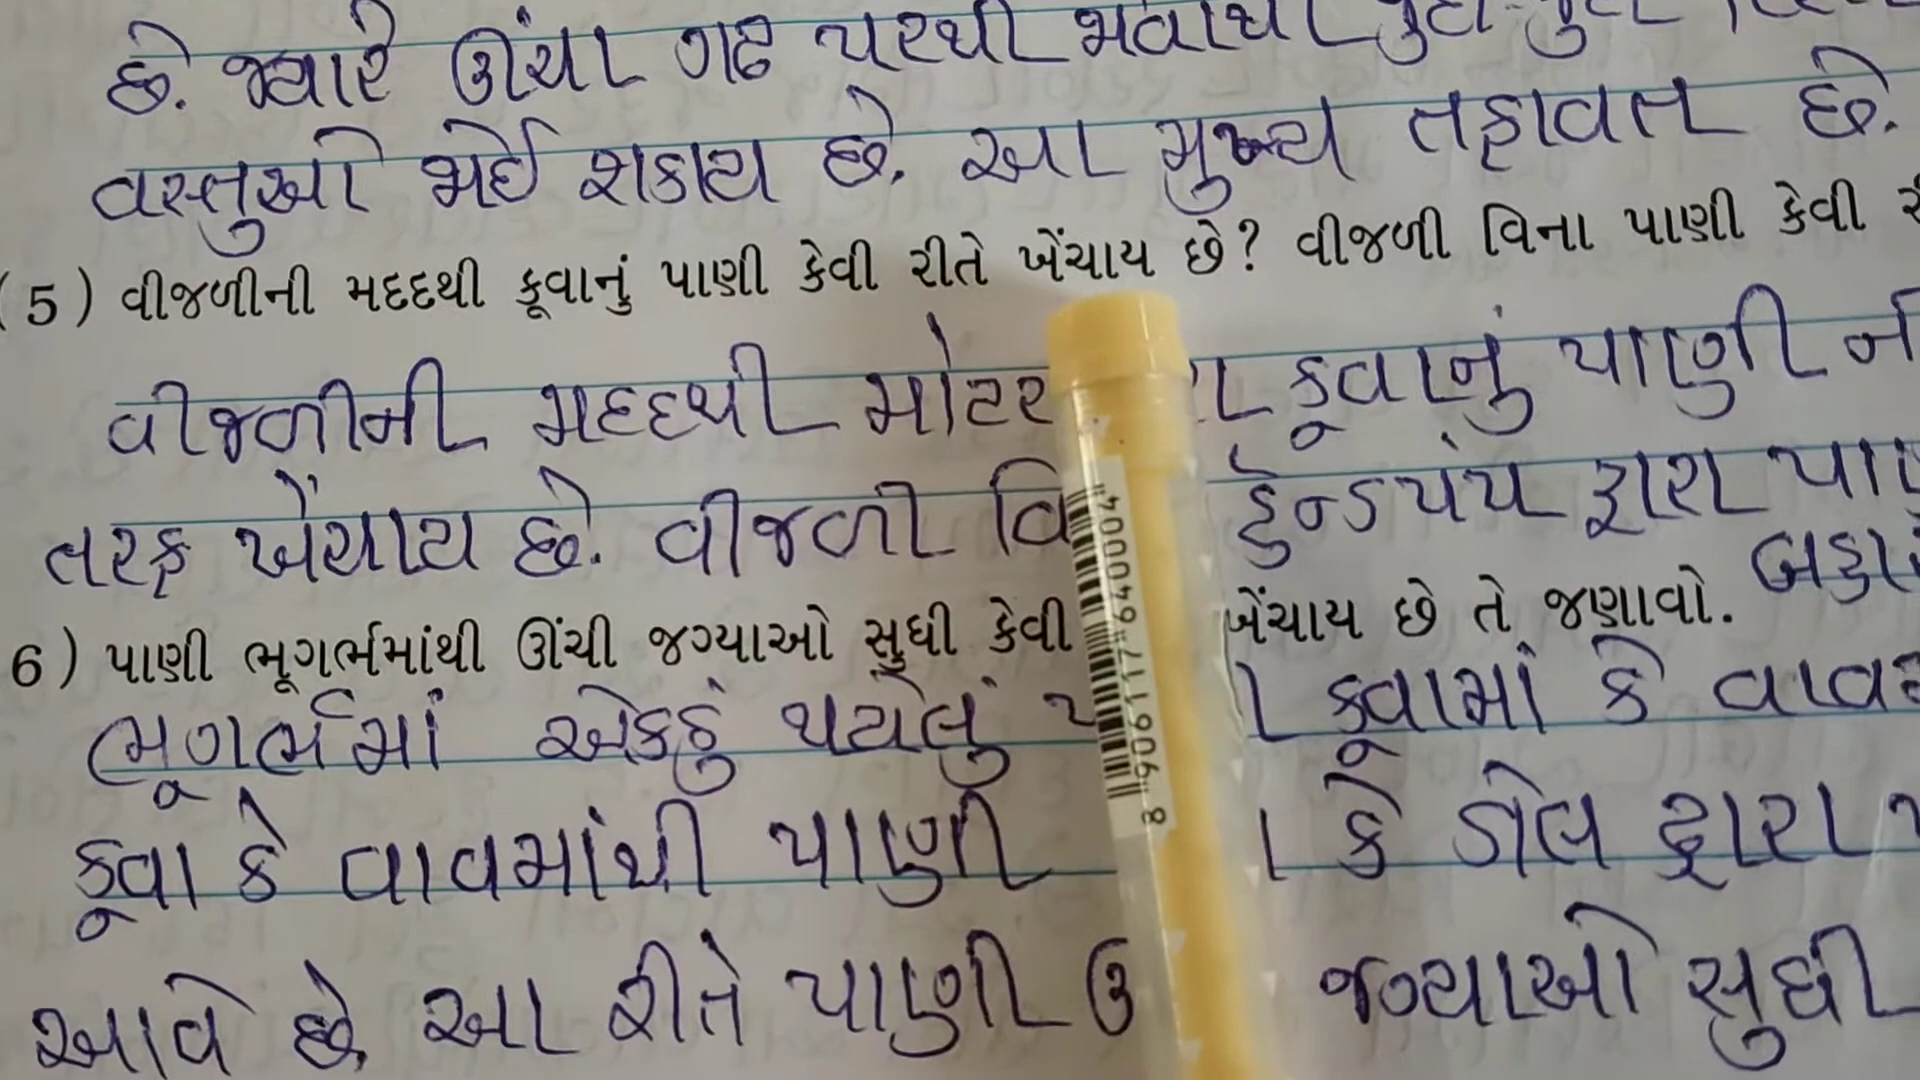 છે. જ્યારે ઊંચા ગઢ પરથી
વસ્તુઓ જોઈ શકાય છે. આ મુખ્ય તફાવત છે.
(5) વીજળીની મદદથી કૂવાનું પાણી કેવી રીતે ખેંચાય છે? વીજળી વિના પાણી કેવી
વીજળીની મદદથી મોટર કૂવાનું પાણી
તરફ ખેંચાય છે. વીજળી હેન્ડપંપ દ્વારા
6) પાણી ભૂગર્ભમાંથી ઊંચી જગ્યાઓ સુધી કેવી ખેંચાય છે તે જણાવો.
ભૂગર્ભમાં એકઠું થયેલું કૂવામાં કે
કૂવા કે વાવમાંથી પાણી કે ડોલ દ્વારા
આવે છે. આ રીતે પાણી જગ્યાઓ સુધી
8906119117949004